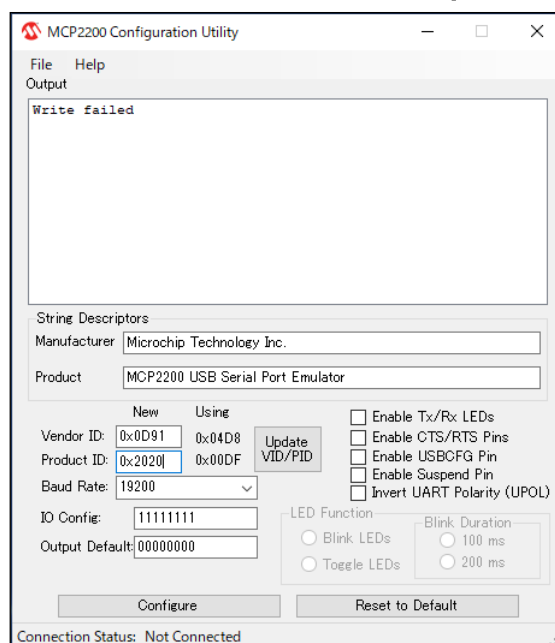 MCP2200 Configuration Utility
File Help
Output
Write failed
String Descriptors
Manufacturer Microchip Technology Inc.
Product MCP2200 USB Serial Port Emulator
New Using
Vendor ID: 0x0D91 0x04D8
Product ID: 0x2020 0x00DF
Update VID/PID
Baud Rate: 19200
IO Config: 11111111
Output Default: 00000000
Enable Tx/Rx LEDs
Enable CTS/RTS Pins
Enable USBCFG Pin
Enable Suspend Pin
Invert UART Polarity (UPOL)
LED Function
Blink LEDs
Toggle LEDs
Blink Duration
100 ms
200 ms
Configure Reset to Default
Connection Status: Not Connected